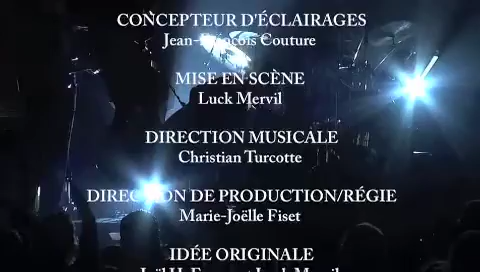 CONCEPTEUR D'ÉCLAIRAGES
Jean-François Couture
MISE EN SCÈNE
Luck Mervil
DIRECTION MUSICALE
Christian Turcotte
DIRECTION DE PRODUCTION/RÉGIE
Marie-Joëlle Fiset
IDÉE ORIGINALE